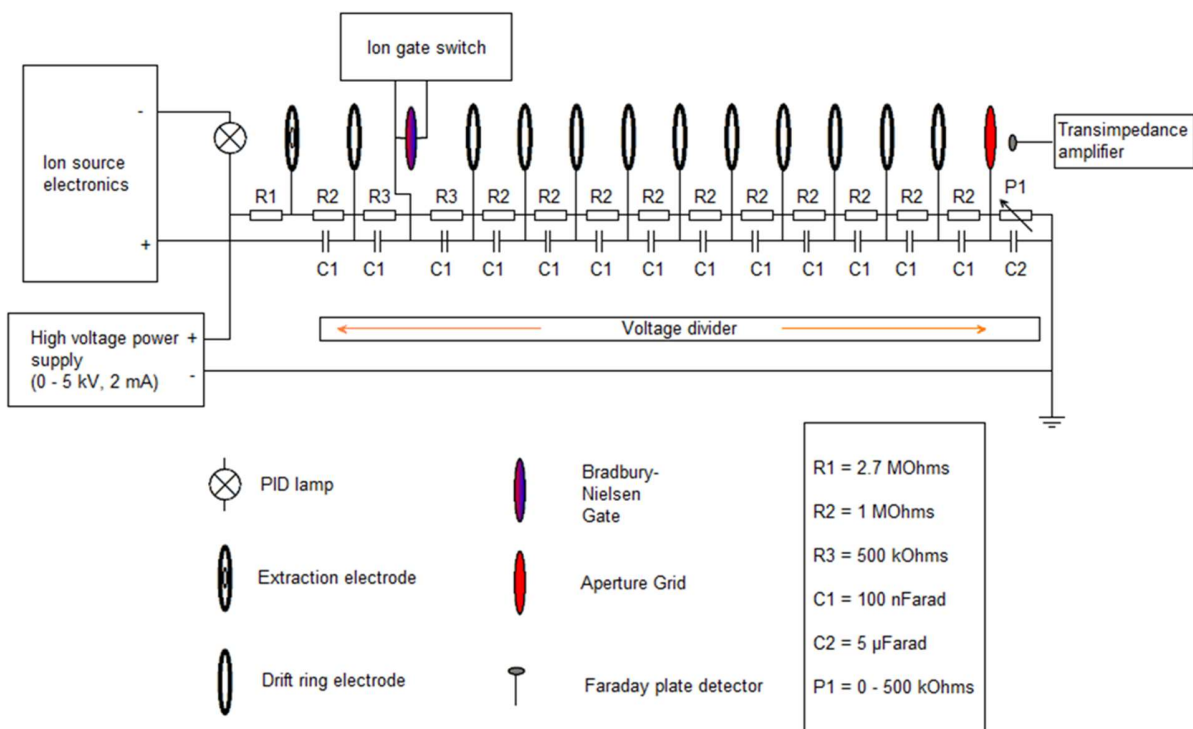 Ion gate switch
Ion source
electronics
-
+
Transimpedance
amplifier
R1 R2 R3 R3 R2 R2 R2 R2 R2 R2 R2 R2 R2 R2 P1
C1 C1 C1 C1 C1 C1 C1 C1 C1 C1 C1 C1 C2
Voltage divider
High voltage power +
supply
(0 - 5 kV, 2 mA) -
PID lamp
Extraction electrode
Drift ring electrode
Bradbury-
Nielsen
Gate
Aperture Grid
Faraday plate detector
R1 = 2.7 MOhms
R2 = 1 MOhms
R3 = 500 kOhms
C1 = 100 nFarad
C2 = 5 µFarad
P1 = 0 - 500 kOhms